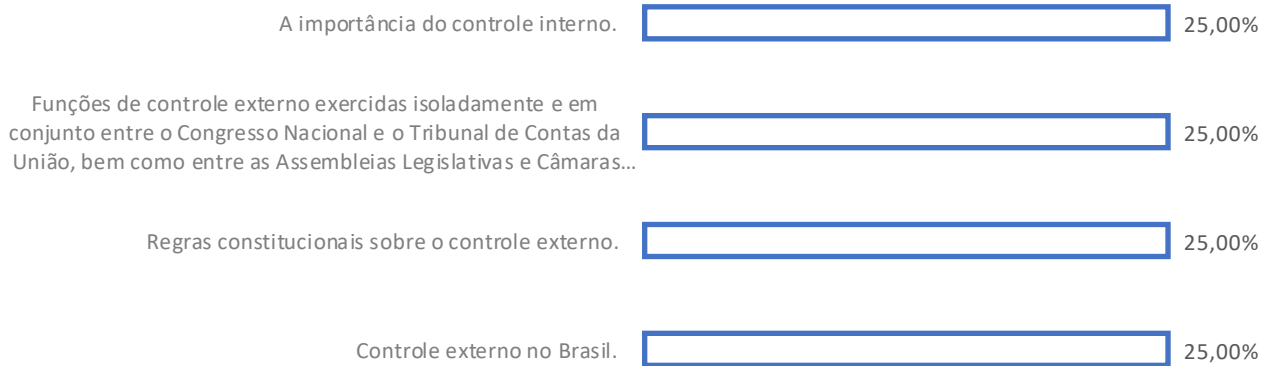 A importância do controle interno.
25,00%
Funções de controle externo exercidas isoladamente e em
conjunto entre o Congresso Nacional e o Tribunal de Contas da
União, bem como entre as Assembleias Legislativas e Câmaras…
25,00%
Regras constitucionais sobre o controle externo.
25,00%
Controle externo no Brasil.
25,00%